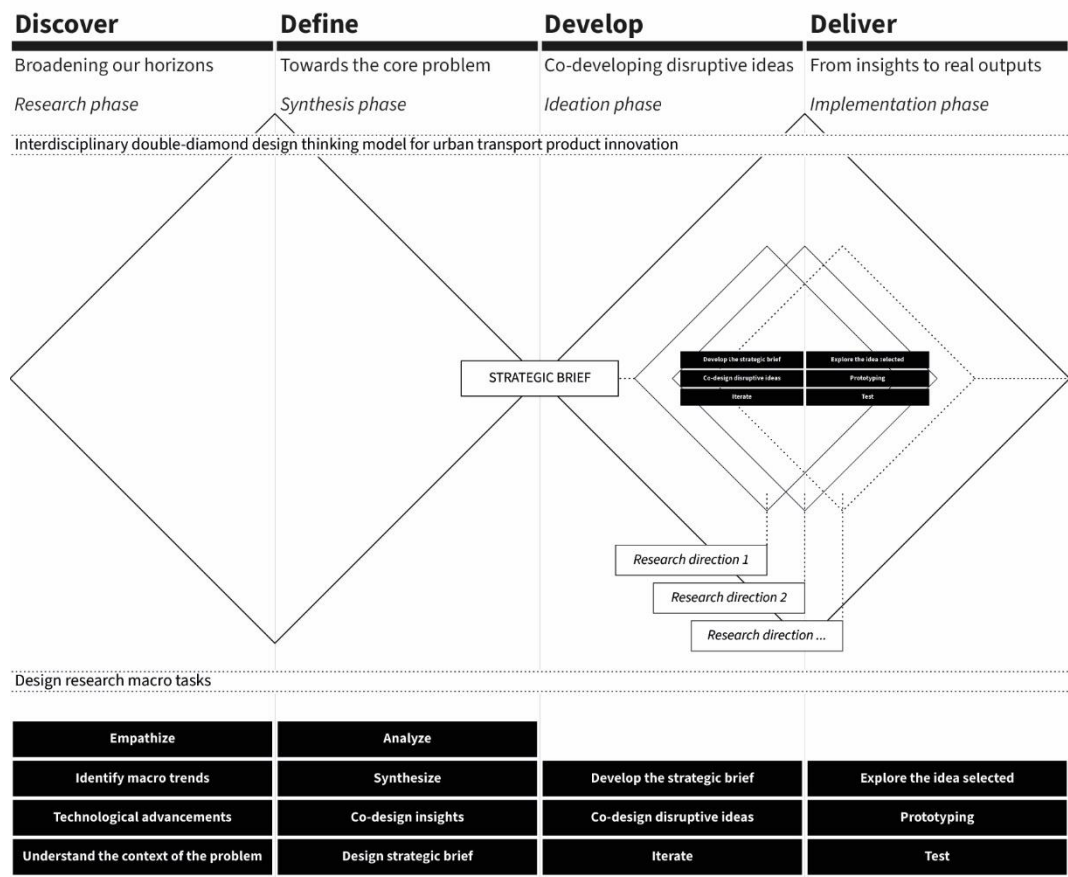 Discover
Define
Develop
Deliver
Broadening our horizons
Towards the core problem
Co-developing disruptive ideas
From insights to real outputs
Research phase
Synthesis phase
Ideation phase
Implementation phase
Interdisciplinary double-diamond design thinking model for urban transport product innovation
STRATEGIC BRIEF
Develop the strategic brief
Explore the idea selected
Co-design disruptive ideas
Prototyping
Iterate
Test
Research direction 1
Research direction 2
Research direction ...
Design research macro tasks
Empathize
Analyze
Identify macro trends
Synthesize
Develop the strategic brief
Explore the idea selected
Technological advancements
Co-design insights
Co-design disruptive ideas
Prototyping
Understand the context of the problem
Design strategic brief
Iterate
Test